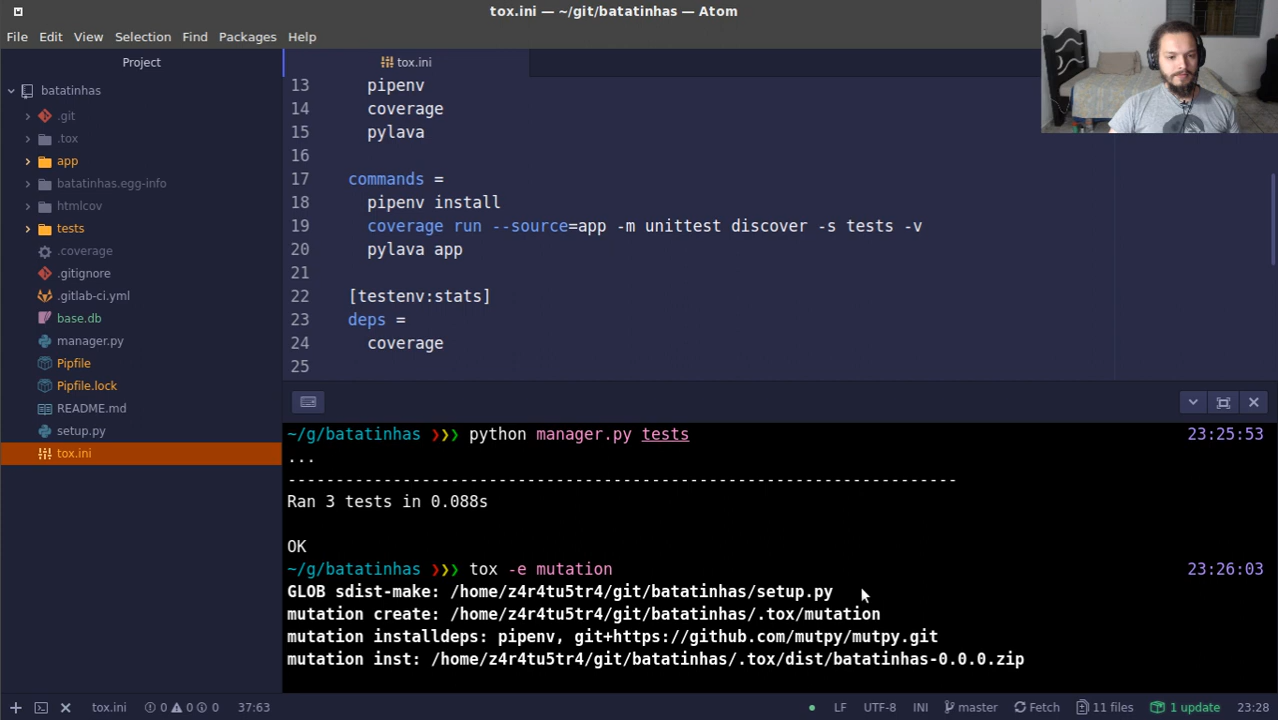 tox.ini — ~/git/batatinhas — Atom
File Edit View Selection Find Packages Help
Project
batatinhas
.git
.tox
app
batatinhas.egg-info
htmlcov
tests
.coverage
.gitignore
.gitlab-ci.yml
base.db
manager.py
Pipfile
Pipfile.lock
README.md
setup.py
tox.ini
tox.ini
13 pipenv
14 coverage
15 pylava
16
17 commands =
18 pipenv install
19 coverage run --source=app -m unittest discover -s tests -v
20 pylava app
21
22 [testenv:stats]
23 deps =
24 coverage
25
~/g/batatinhas ❯❯❯ python manager.py tests 23:25:53
...
----------------------------------------------------------------------
Ran 3 tests in 0.088s
OK
~/g/batatinhas ❯❯❯ tox -e mutation 23:26:03
GLOB sdist-make: /home/z4r4tu5tr4/git/batatinhas/setup.py
mutation create: /home/z4r4tu5tr4/git/batatinhas/.tox/mutation
mutation installdeps: pipenv, git+https://github.com/mutpy/mutpy.git
mutation inst: /home/z4r4tu5tr4/git/batatinhas/.tox/dist/batatinhas-0.0.0.zip
tox.ini 0 0 0 37:63 LF UTF-8 INI master Fetch 11 files 1 update 23:28